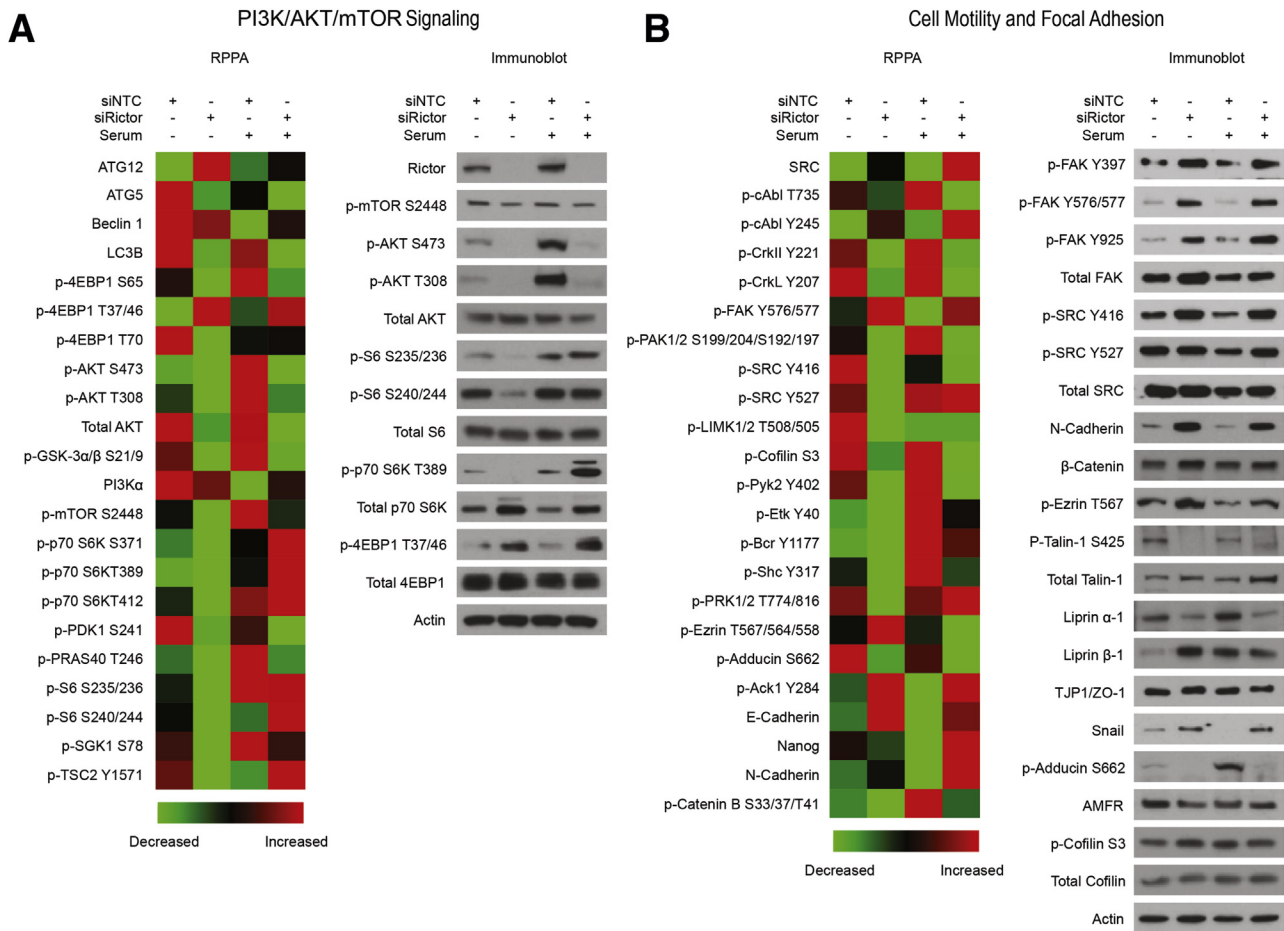 A
PI3K/AKT/mTOR Signaling
RPPA
siNTC + - + -
siRictor - + - +
Serum - - + +
ATG12
ATG5
Beclin 1
LC3B
p-4EBP1 S65
p-4EBP1 T37/46
p-4EBP1 T70
p-AKT S473
p-AKT T308
Total AKT
p-GSK-3α/β S21/9
PI3Kα
p-mTOR S2448
p-p70 S6K S371
p-p70 S6KT389
p-p70 S6KT412
p-PDK1 S241
p-PRAS40 T246
p-S6 S235/236
p-S6 S240/244
p-SGK1 S78
p-TSC2 Y1571
Decreased Increased
Immunoblot
siNTC + - + -
siRictor - + - +
Serum - - + +
Rictor
p-mTOR S2448
p-AKT S473
p-AKT T308
Total AKT
p-S6 S235/236
p-S6 S240/244
Total S6
p-p70 S6K T389
Total p70 S6K
p-4EBP1 T37/46
Total 4EBP1
Actin
B
Cell Motility and Focal Adhesion
RPPA
siNTC + - + -
siRictor - + - +
Serum - - + +
SRC
p-cAbl T735
p-cAbl Y245
p-CrkII Y221
p-CrkL Y207
p-FAK Y576/577
p-PAK1/2 S199/204/S192/197
p-SRC Y416
p-SRC Y527
p-LIMK1/2 T508/505
p-Cofilin S3
p-Pyk2 Y402
p-Etk Y40
p-Bcr Y1177
p-Shc Y317
p-PRK1/2 T774/816
p-Ezrin T567/564/558
p-Adducin S662
p-Ack1 Y284
E-Cadherin
Nanog
N-Cadherin
p-Catenin B S33/37/T41
Decreased Increased
Immunoblot
siNTC + - + -
siRictor - + - +
Serum - - + +
p-FAK Y397
p-FAK Y576/577
p-FAK Y925
Total FAK
p-SRC Y416
p-SRC Y527
Total SRC
N-Cadherin
β-Catenin
p-Ezrin T567
P-Talin-1 S425
Total Talin-1
Liprin α-1
Liprin β-1
TJP1/ZO-1
Snail
p-Adducin S662
AMFR
p-Cofilin S3
Total Cofilin
Actin